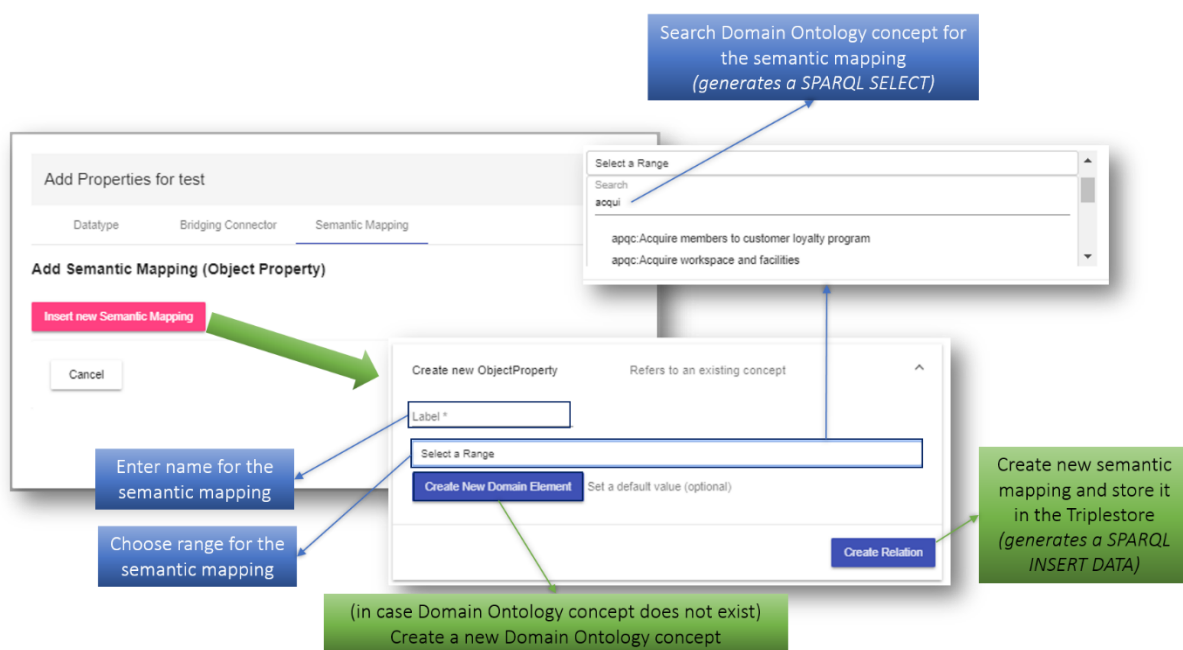 Search Domain Ontology concept for
the semantic mapping
(generates a SPARQL SELECT)
Add Properties for test
Datatype
Bridging Connector
Semantic Mapping
Add Semantic Mapping (Object Property)
Insert new Semantic Mapping
Cancel
Select a Range
Search
acqui
apqc:Acquire members to customer loyalty program
apqc:Acquire workspace and facilities
Create new ObjectProperty
Refers to an existing concept
Label *
Select a Range
Create New Domain Element
Set a default value (optional)
Create Relation
Enter name for the
semantic mapping
Choose range for the
semantic mapping
Create new semantic
mapping and store it
in the Triplestore
(generates a SPARQL
INSERT DATA)
(in case Domain Ontology concept does not exist)
Create a new Domain Ontology concept